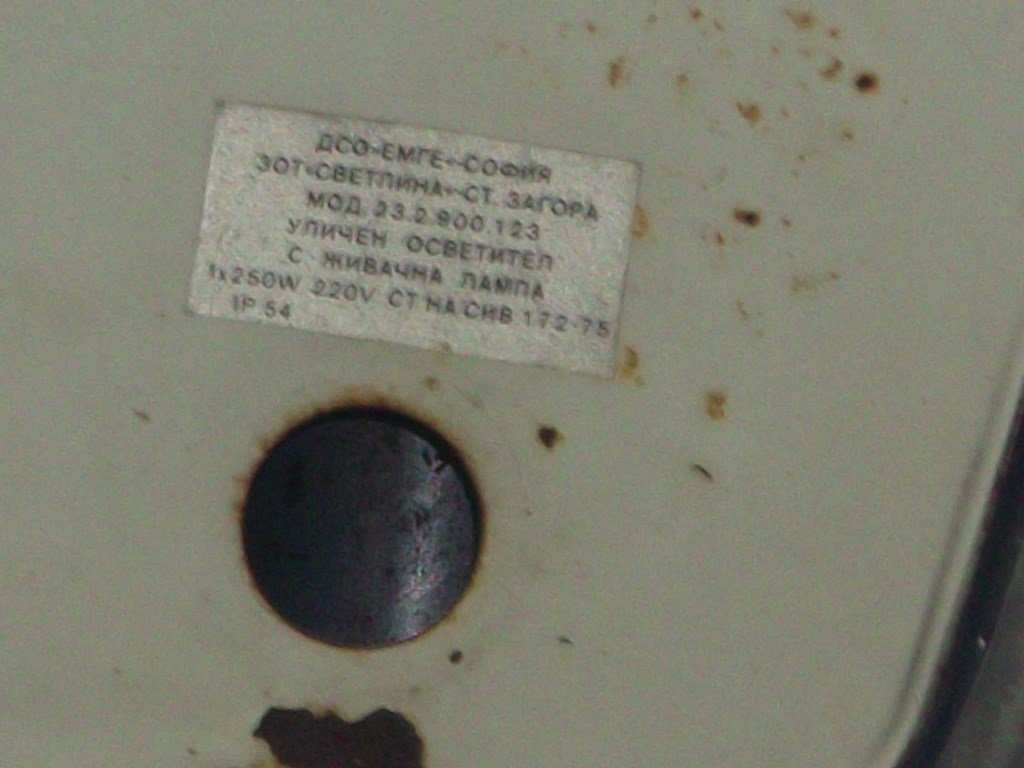 ДСО-ЕМГЕ-СОФИЯ
ЗОТ-СВЕТЛИНА-СТ. ЗАГОРА
МОД. 23.2.900.123
УЛИЧЕН ОСВЕТИТЕЛ
С ЖИВАЧНА ЛАМПА
1x250W 220V СТ НА СИВ 172-75
IP 54